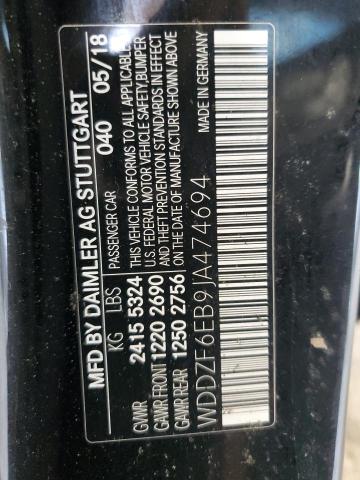 MFD BY DAIMLER AG·STUTTGART
PASSENGER CAR 040 05/18
KG LBS THIS VEHICLE CONFORMS TO ALL APPLICABLE
GVWR 2415 5324 U.S. FEDERAL MOTOR VEHICLE SAFETY, BUMPER
GAWR FRONT 1220 2690 AND THEFT PREVENTION STANDARDS IN EFFECT
GAWR REAR 1250 2756 ON THE DATE OF MANUFACTURE SHOWN ABOVE
MADE IN GERMANY
WDDZF6EB9JA474694